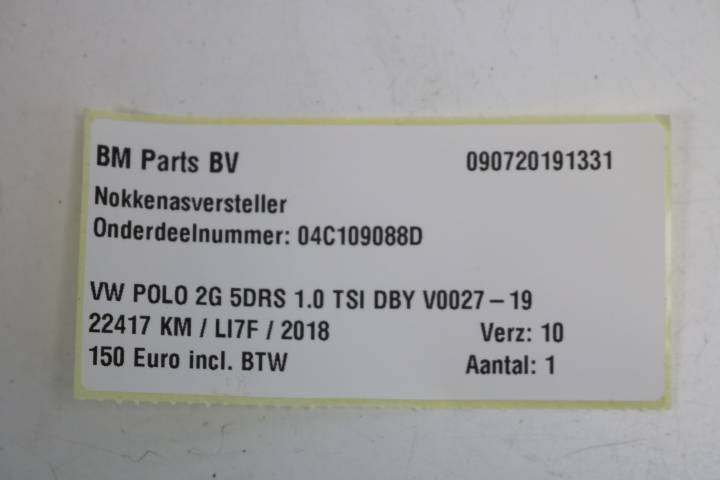 BM Parts BV 090720191331
Nokkenasversteller
Onderdeelnummer: 04C109088D
VW POLO 2G 5DRS 1.0 TSI DBY V0027 – 19
22417 KM / LI7F / 2018 Verz: 10
150 Euro incl. BTW Aantal: 1